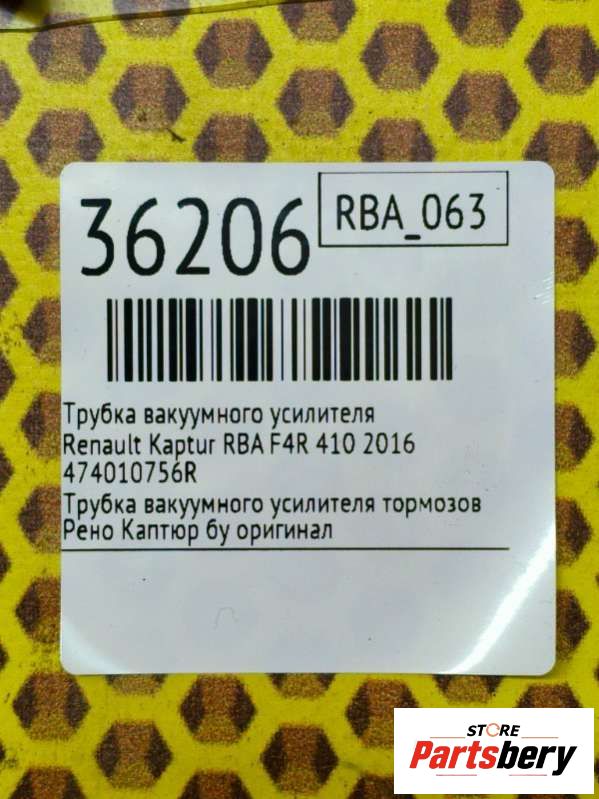 36206
RBA_063
Трубка вакуумного усилителя
Renault Kaptur RBA F4R 410 2016
474010756R
Трубка вакуумного усилителя тормозов
Рено Каптюр бу оригинал
STORE
Partsbery